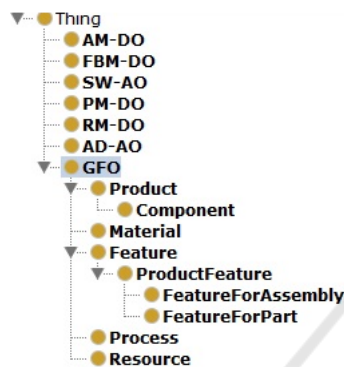 Thing
AM-DO
FBM-DO
SW-AO
PM-DO
RM-DO
AD-AO
GFO
Product
Component
Material
Feature
ProductFeature
FeatureForAssembly
FeatureForPart
Process
Resource